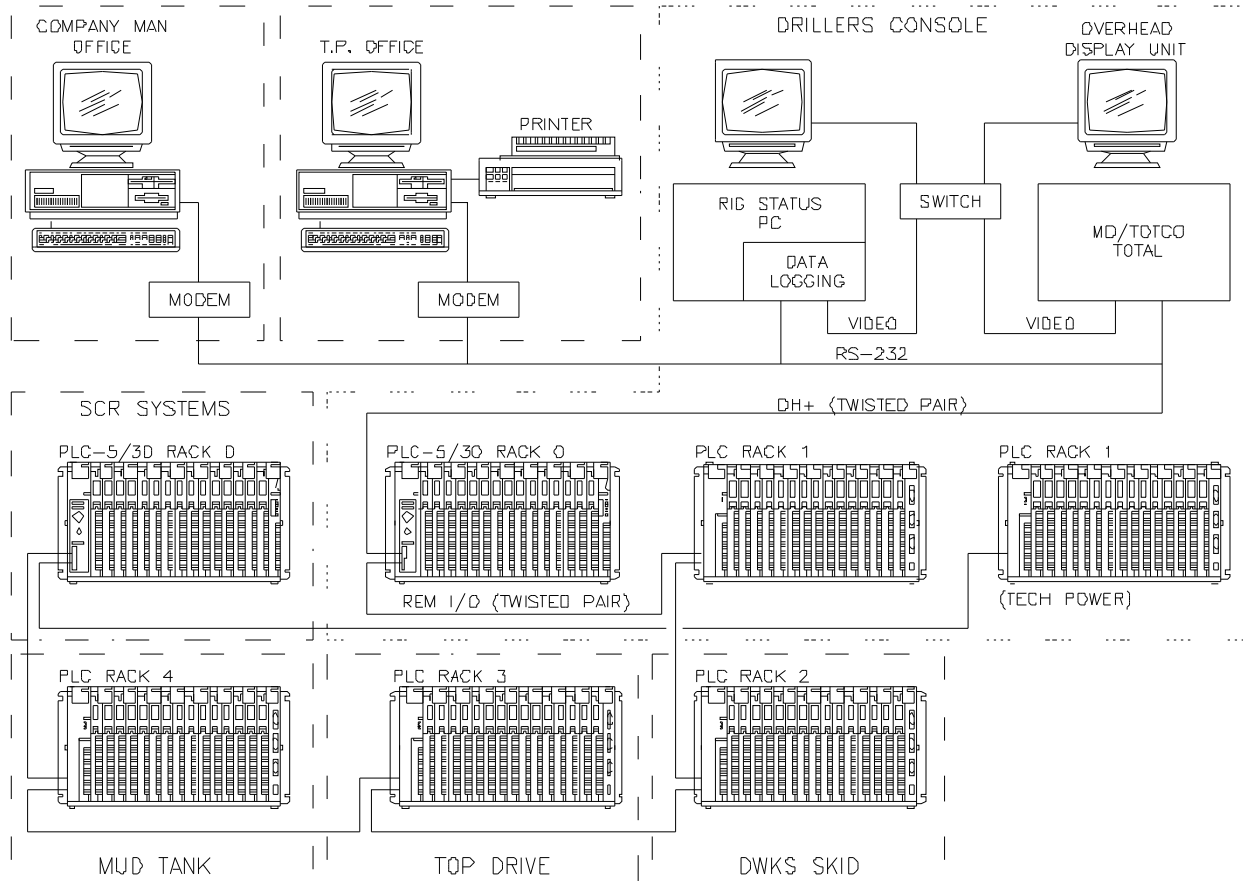 COMPANY MAN
OFFICE
T.P. OFFICE
PRINTER
MODEM
MODEM
DRILLERS CONSOLE
OVERHEAD
DISPLAY UNIT
RIG STATUS
PC
DATA
LOGGING
SWITCH
MD/TOTCO
TOTAL
VIDEO
VIDEO
RS-232
DH+ (TWISTED PAIR)
SCR SYSTEMS
PLC-5/30 RACK 0
PLC-5/30 RACK 0
PLC RACK 1
PLC RACK 1
REM I/O (TWISTED PAIR)
(TECH POWER)
PLC RACK 4
PLC RACK 3
PLC RACK 2
MUD TANK
TOP DRIVE
DWKS SKID